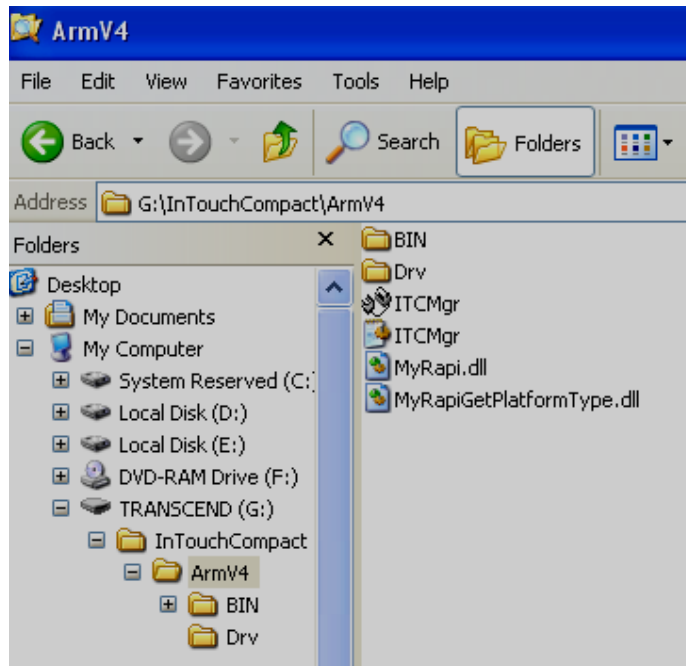 ArmV4
File Edit View Favorites Tools Help
Back Search Folders
Address G:\InTouchCompact\ArmV4
Folders
Desktop
My Documents
My Computer
System Reserved (C:)
Local Disk (D:)
Local Disk (E:)
DVD-RAM Drive (F:)
TRANSCEND (G:)
InTouchCompact
ArmV4
BIN
Drv
BIN
Drv
ITCMgr
ITCMgr
MyRapi.dll
MyRapiGetPlatformType.dll